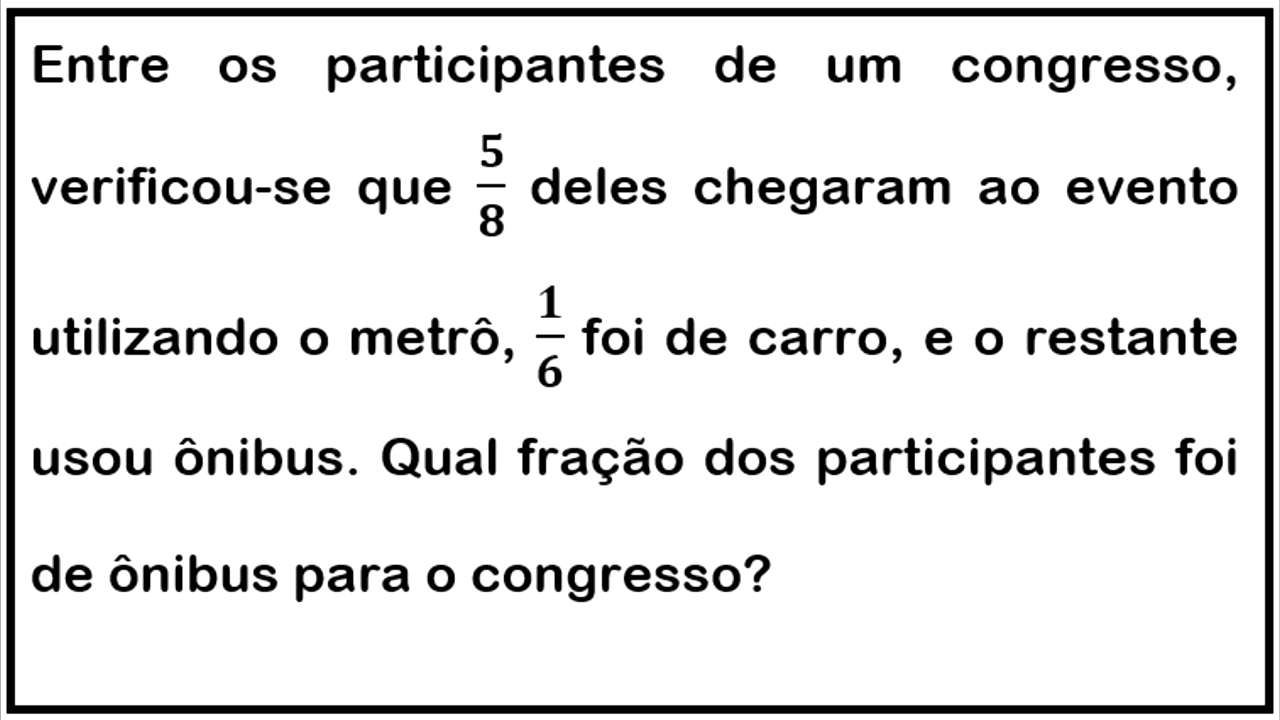 Entre os participantes de um congresso,
verificou-se que 5/8 deles chegaram ao evento
utilizando o metrô, 1/6 foi de carro, e o restante
usou ônibus. Qual fração dos participantes foi
de ônibus para o congresso?